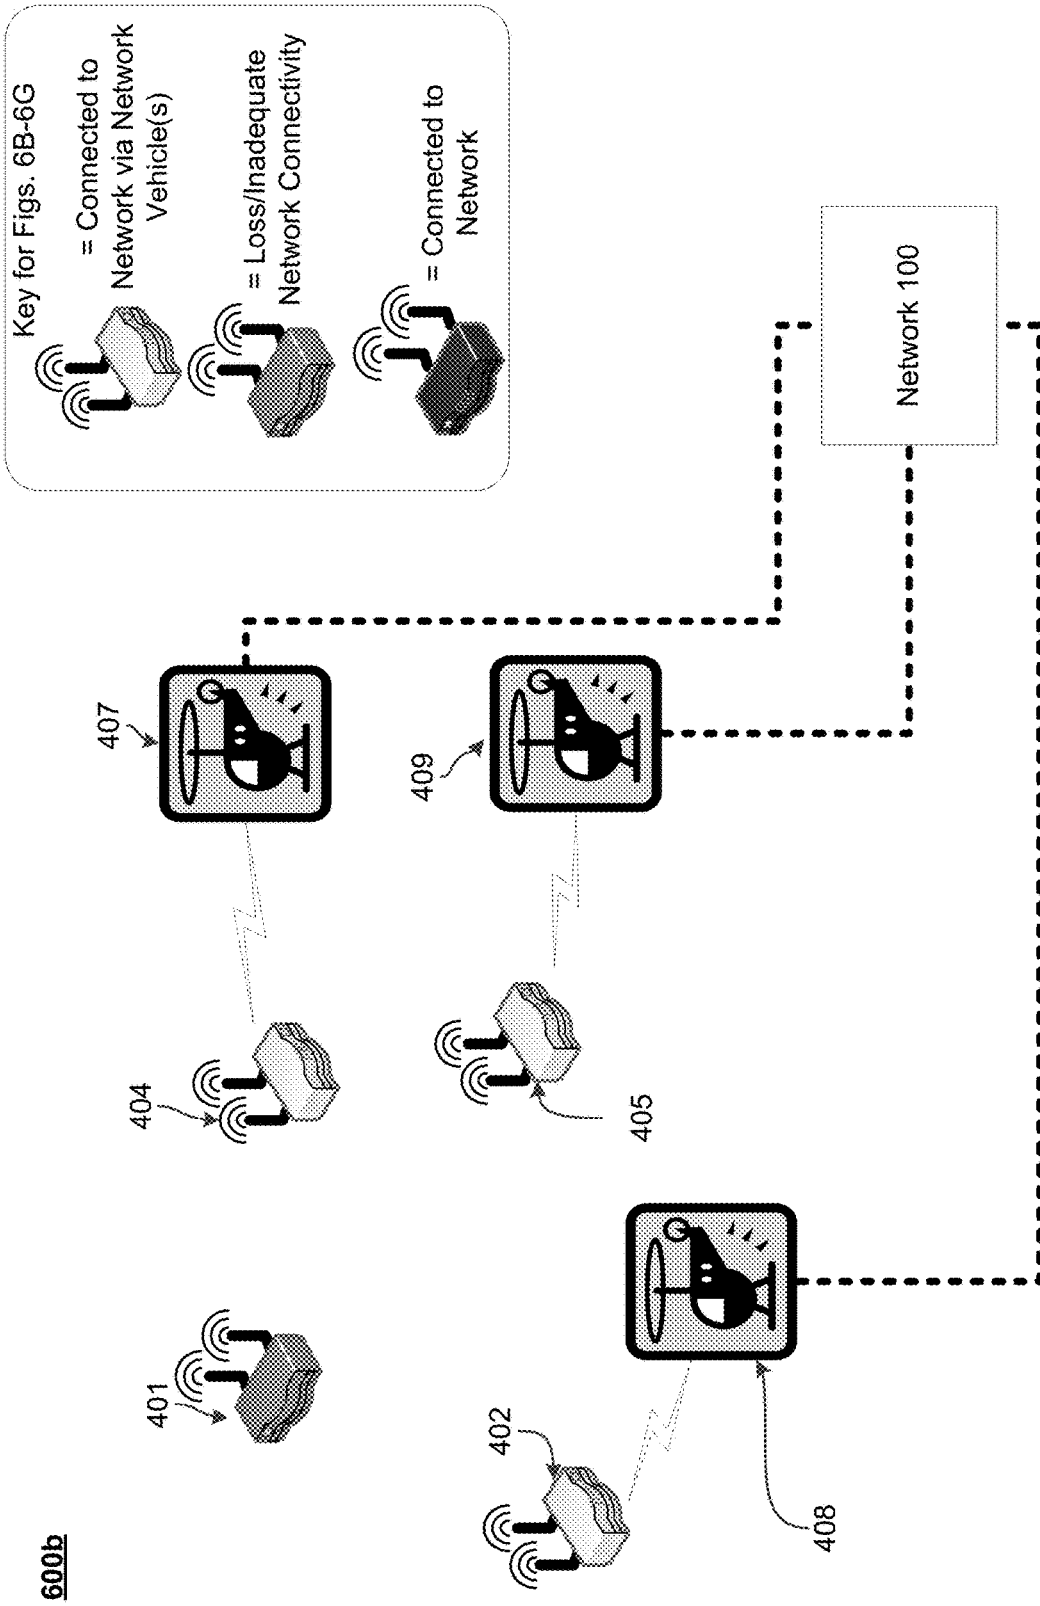 600b
Key for Figs. 6B-6G
= Connected to
Network via Network
Vehicle(s)
= Loss/Inadequate
Network Connectivity
= Connected to
Network
401
404
407
402
405
409
408
Network 100